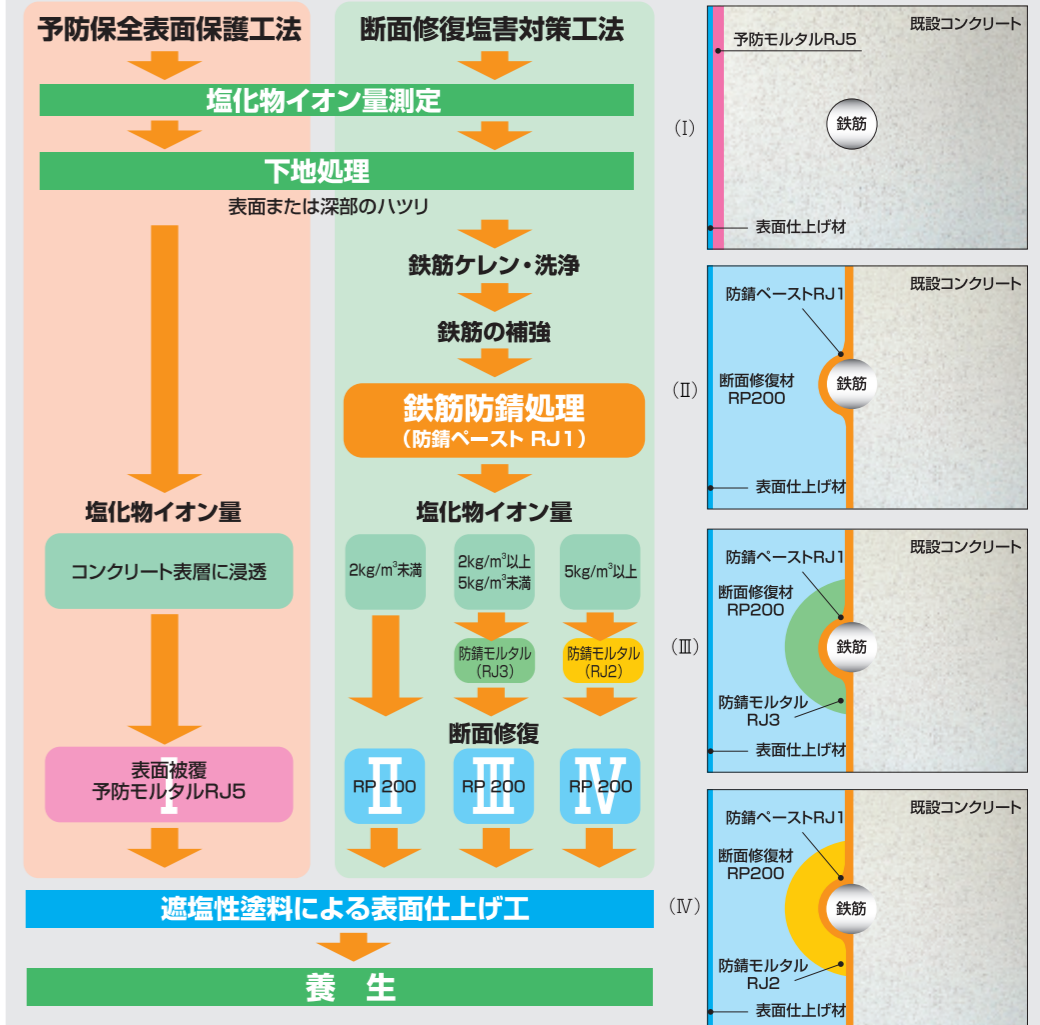 予防保全表面保護工法
断面修復塩害対策工法
塩化物イオン量測定
下地処理
表面または深部のハツリ
鉄筋ケレン・洗浄
鉄筋の補強
鉄筋防錆処理
(防錆ペースト RJ1)
塩化物イオン量
塩化物イオン量
コンクリート表層に浸透
2kg/m³未満
2kg/m³以上
5kg/m³未満
5kg/m³以上
防錆モルタル
(RJ3)
防錆モルタル
(RJ2)
断面修復
I
表面被覆
予防モルタルRJ5
Ⅱ
RP 200
Ⅲ
RP 200
Ⅳ
RP 200
遮塩性塗料による表面仕上げ工
養 生
(Ⅰ)
既設コンクリート
予防モルタルRJ5
鉄筋
表面仕上げ材
(Ⅱ)
既設コンクリート
防錆ペーストRJ1
断面修復材
RP200
鉄筋
表面仕上げ材
(Ⅲ)
既設コンクリート
防錆ペーストRJ1
断面修復材
RP200
鉄筋
防錆モルタル
RJ3
表面仕上げ材
(Ⅳ)
既設コンクリート
防錆ペーストRJ1
断面修復材
RP200
鉄筋
防錆モルタル
RJ2
表面仕上げ材